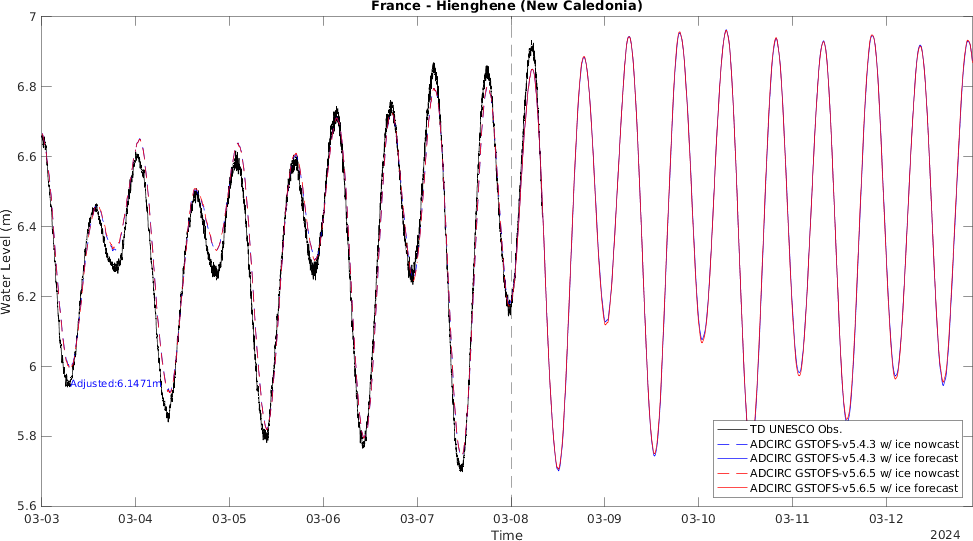 France - Hienghene (New Caledonia)
7
6.8
6.6
6.4
6.2
6
5.8
5.6
Water Level (m)
Adjusted:6.1471m
TD UNESCO Obs.
ADCIRC GSTOFS-v5.4.3 w/ ice nowcast
ADCIRC GSTOFS-v5.4.3 w/ ice forecast
ADCIRC GSTOFS-v5.6.5 w/ ice nowcast
ADCIRC GSTOFS-v5.6.5 w/ ice forecast
03-03 03-04 03-05 03-06 03-07 03-08 03-09 03-10 03-11 03-12
Time
2024